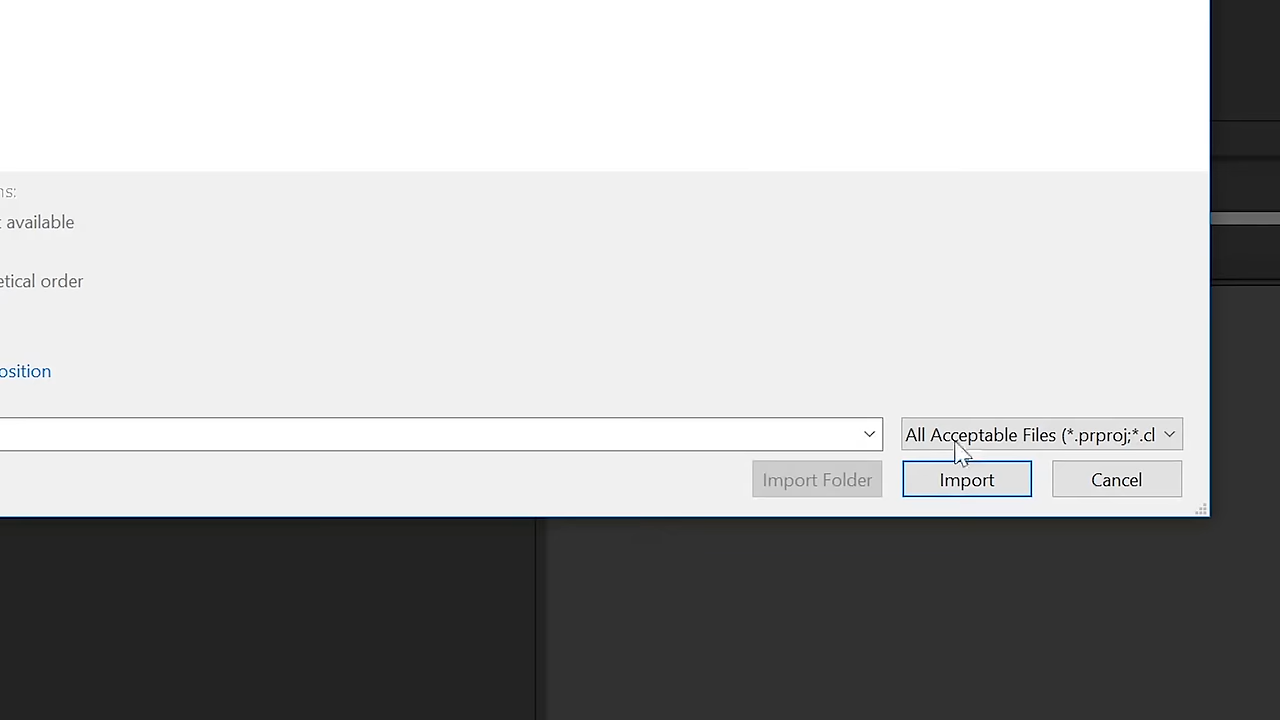 ns:
available
etical order
osition
All Acceptable Files (*.prproj;*.cl
Import Folder
Import
Cancel